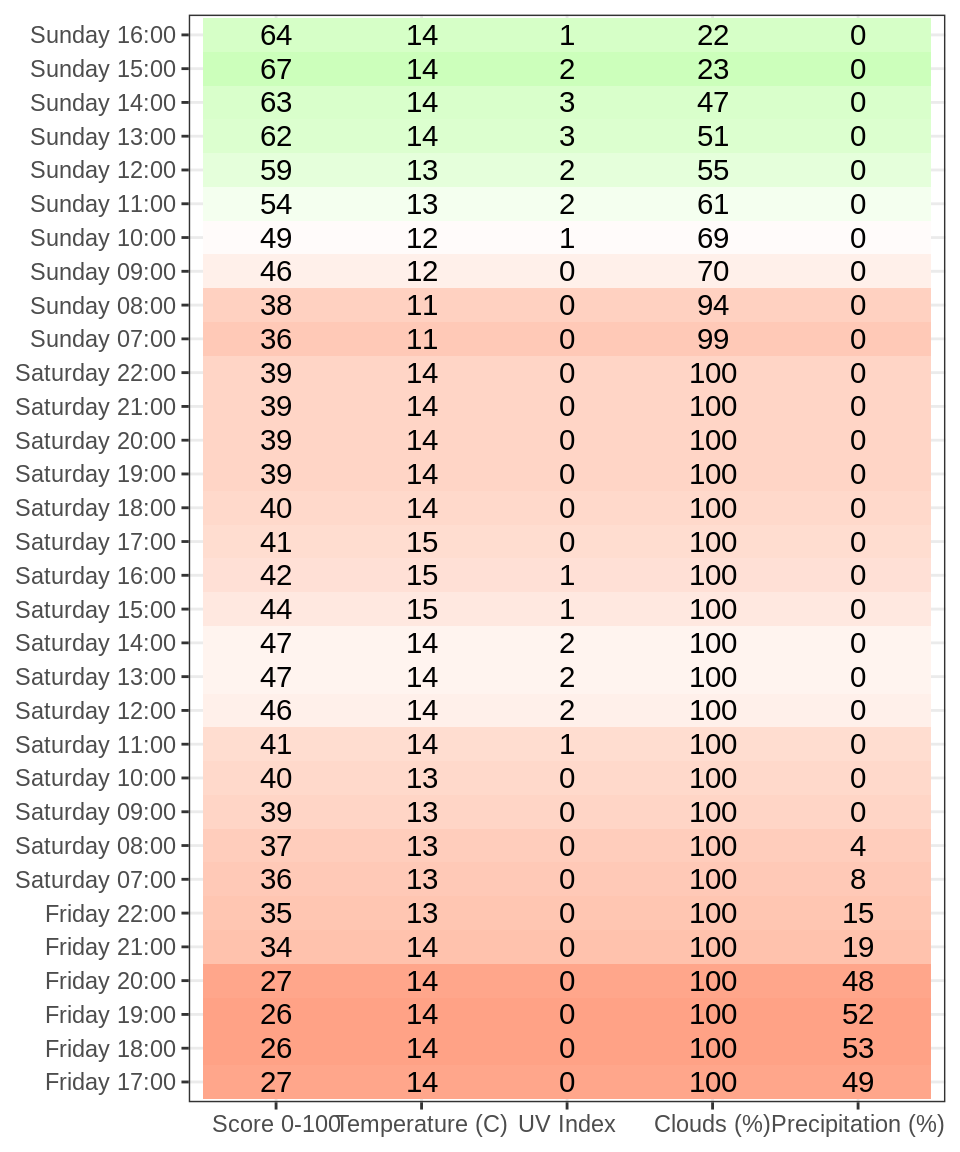 Sunday 16:00 64 14 1 22 0
Sunday 15:00 67 14 2 23 0
Sunday 14:00 63 14 3 47 0
Sunday 13:00 62 14 3 51 0
Sunday 12:00 59 13 2 55 0
Sunday 11:00 54 13 2 61 0
Sunday 10:00 49 12 1 69 0
Sunday 09:00 46 12 0 70 0
Sunday 08:00 38 11 0 94 0
Sunday 07:00 36 11 0 99 0
Saturday 22:00 39 14 0 100 0
Saturday 21:00 39 14 0 100 0
Saturday 20:00 39 14 0 100 0
Saturday 19:00 39 14 0 100 0
Saturday 18:00 40 14 0 100 0
Saturday 17:00 41 15 0 100 0
Saturday 16:00 42 15 1 100 0
Saturday 15:00 44 15 1 100 0
Saturday 14:00 47 14 2 100 0
Saturday 13:00 47 14 2 100 0
Saturday 12:00 46 14 2 100 0
Saturday 11:00 41 14 1 100 0
Saturday 10:00 40 13 0 100 0
Saturday 09:00 39 13 0 100 0
Saturday 08:00 37 13 0 100 4
Saturday 07:00 36 13 0 100 8
Friday 22:00 35 13 0 100 15
Friday 21:00 34 14 0 100 19
Friday 20:00 27 14 0 100 48
Friday 19:00 26 14 0 100 52
Friday 18:00 26 14 0 100 53
Friday 17:00 27 14 0 100 49
Score 0-100 Temperature (C) UV Index Clouds (%) Precipitation (%)